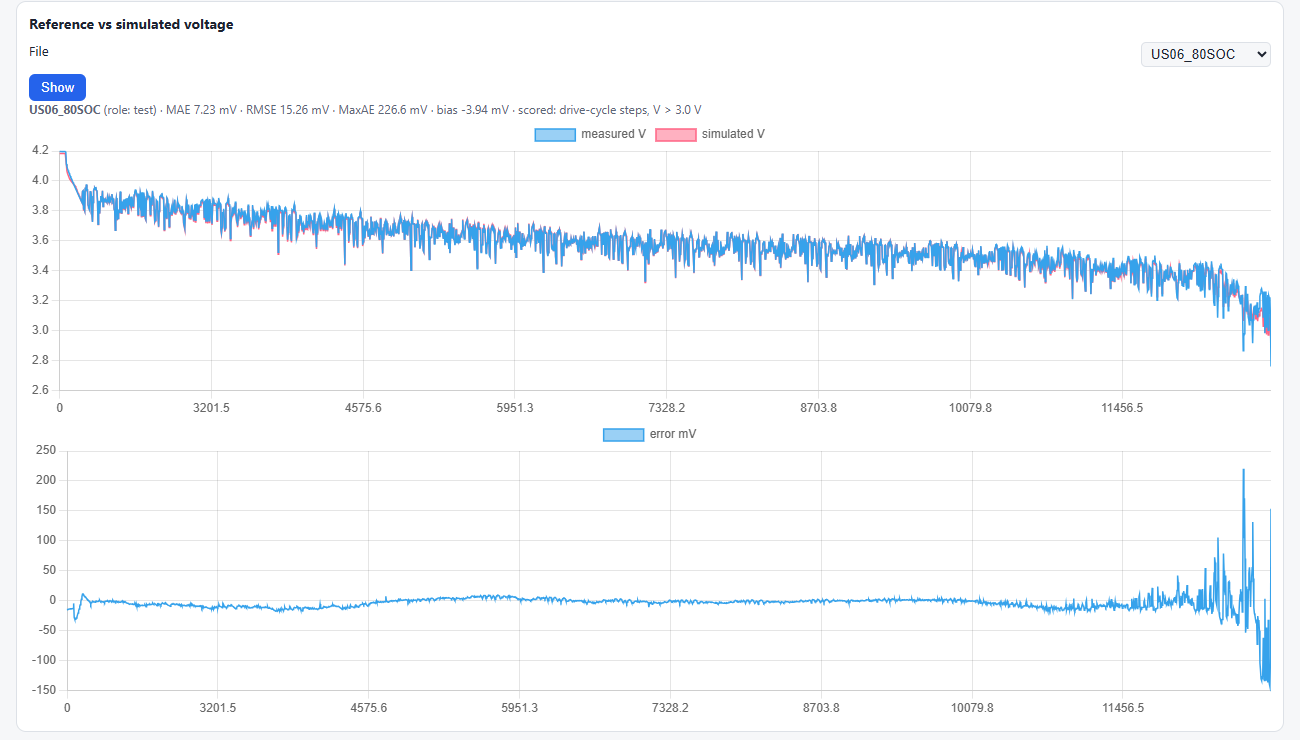 Reference vs simulated voltage
File
US06_80SOC
Show
US06_80SOC (role: test) · MAE 7.23 mV · RMSE 15.26 mV · MaxAE 226.6 mV · bias -3.94 mV · scored: drive-cycle steps, V > 3.0 V
measured V simulated V
4.2
4.0
3.8
3.6
3.4
3.2
3.0
2.8
2.6
0 3201.5 4575.6 5951.3 7328.2 8703.8 10079.8 11456.5
error mV
250
200
150
100
50
0
-50
-100
-150
0 3201.5 4575.6 5951.3 7328.2 8703.8 10079.8 11456.5